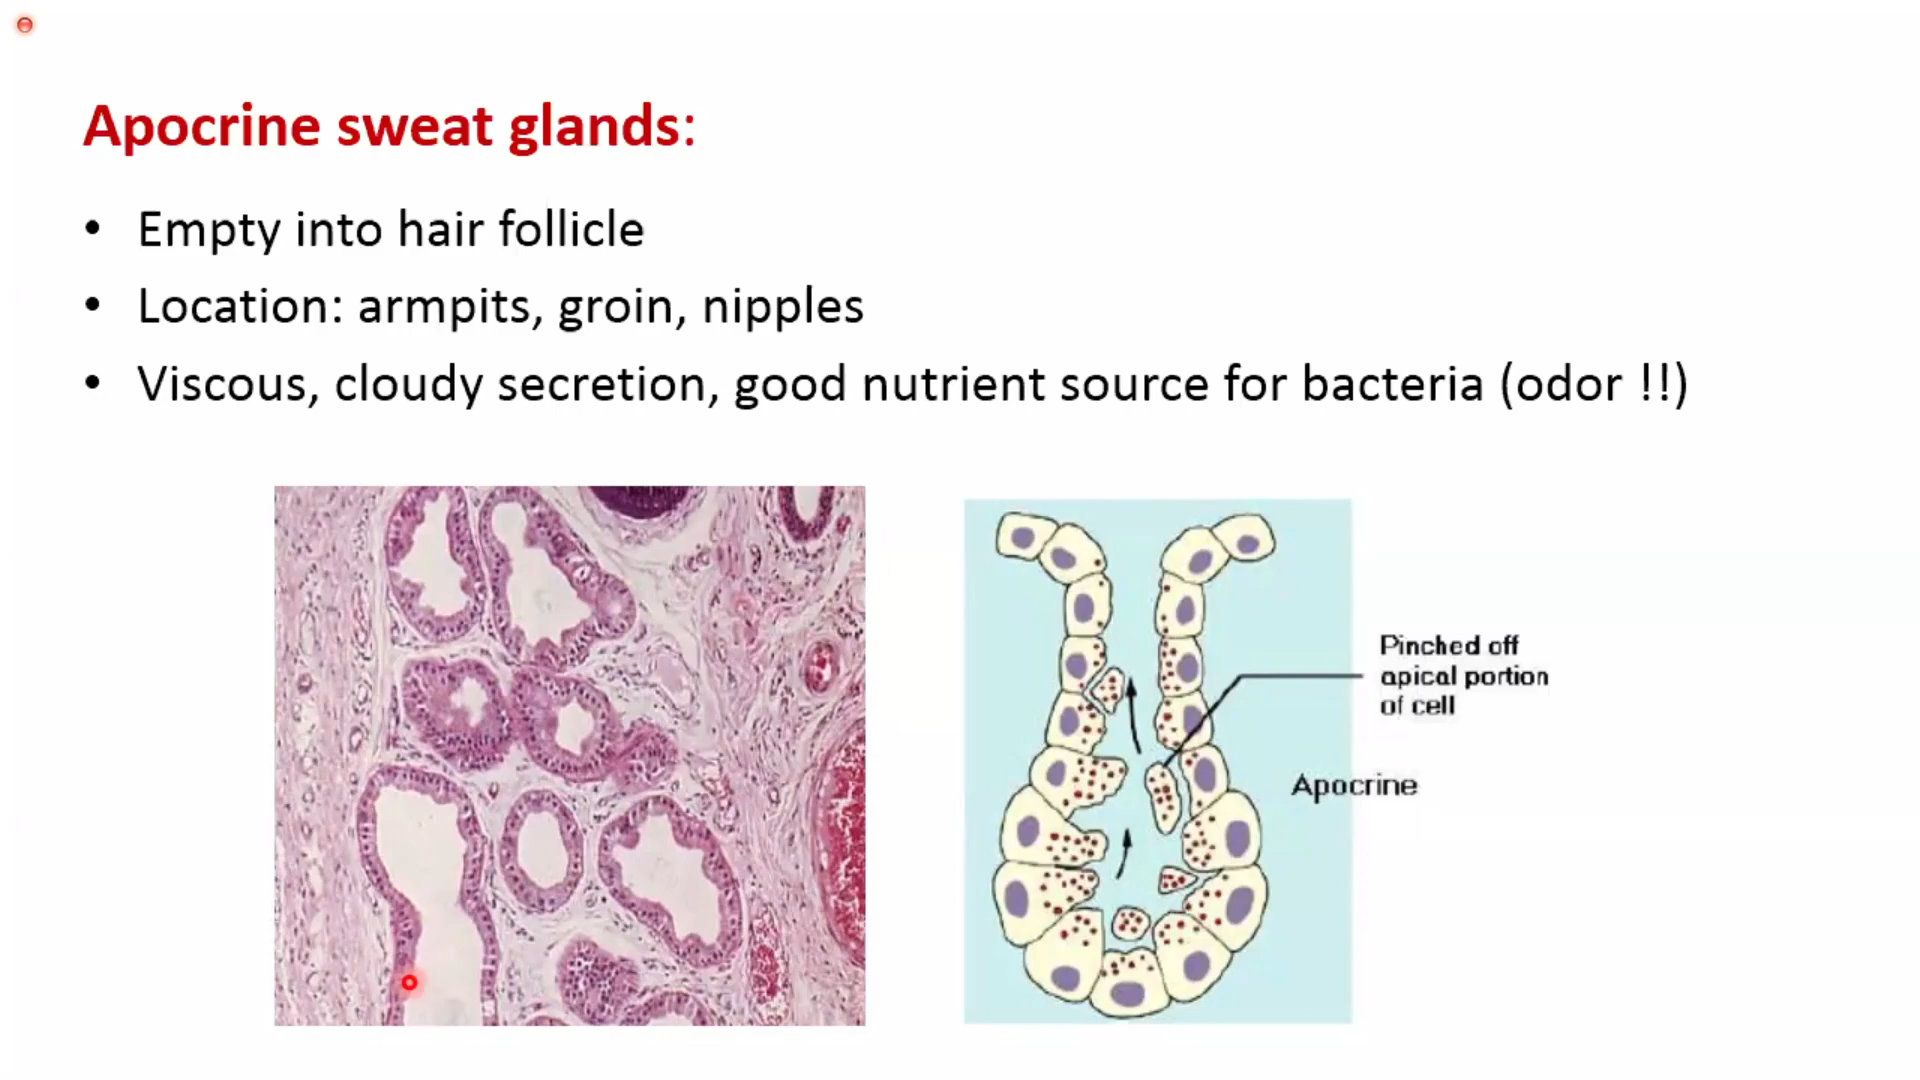 Apocrine sweat glands:
• Empty into hair follicle
• Location: armpits, groin, nipples
• Viscous, cloudy secretion, good nutrient source for bacteria (odor !!)
Pinched off
apical portion
of cell
Apocrine